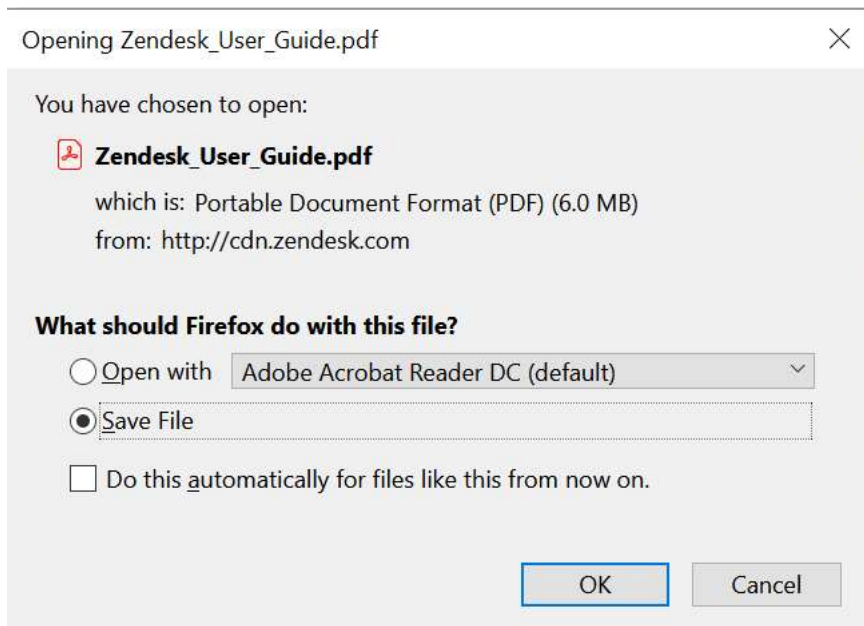 Opening Zendesk_User_Guide.pdf
You have chosen to open:
Zendesk_User_Guide.pdf
which is: Portable Document Format (PDF) (6.0 MB)
from: http://cdn.zendesk.com
What should Firefox do with this file?
Open with Adobe Acrobat Reader DC (default)
Save File
Do this automatically for files like this from now on.
OK Cancel